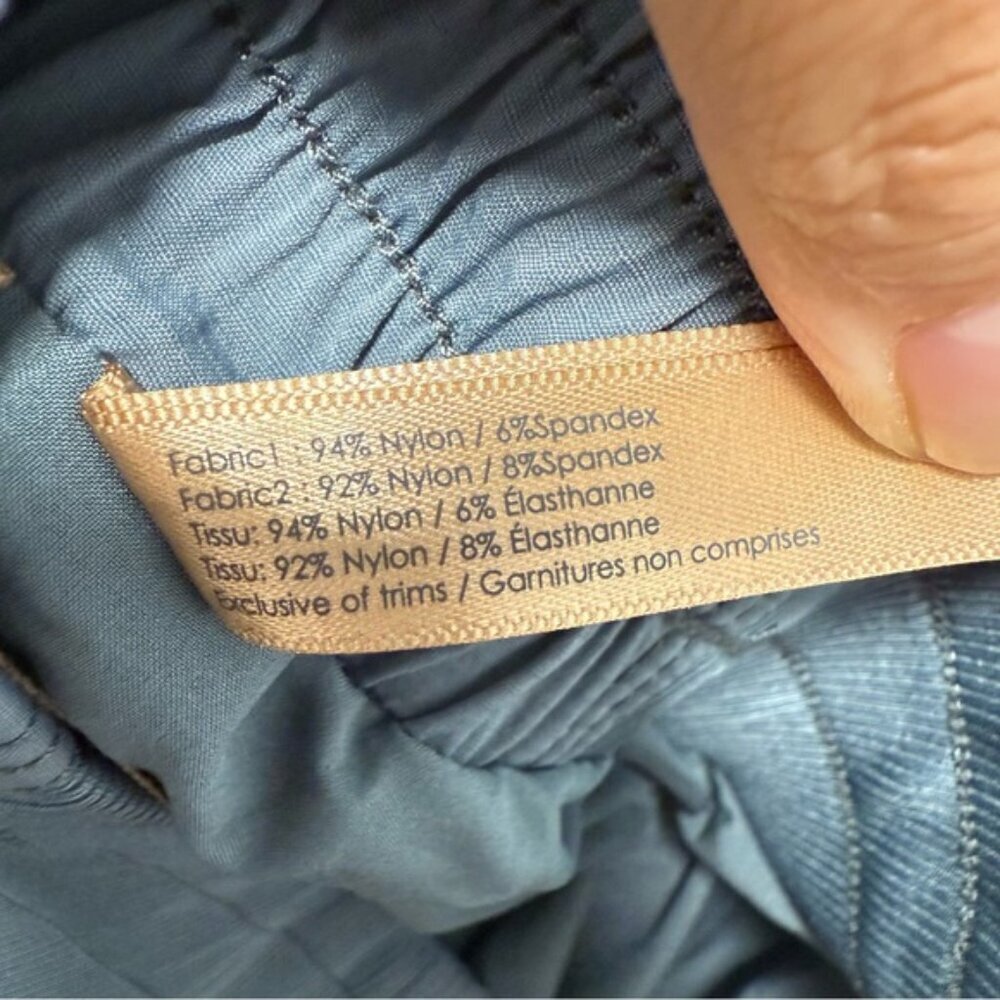 Fabric1 : 94% Nylon / 6%Spandex
Fabric2 : 92% Nylon / 8%Spandex
Tissu: 94% Nylon / 6% Élasthanne
Tissu: 92% Nylon / 8% Élasthanne
Exclusive of trims / Garnitures non comprises